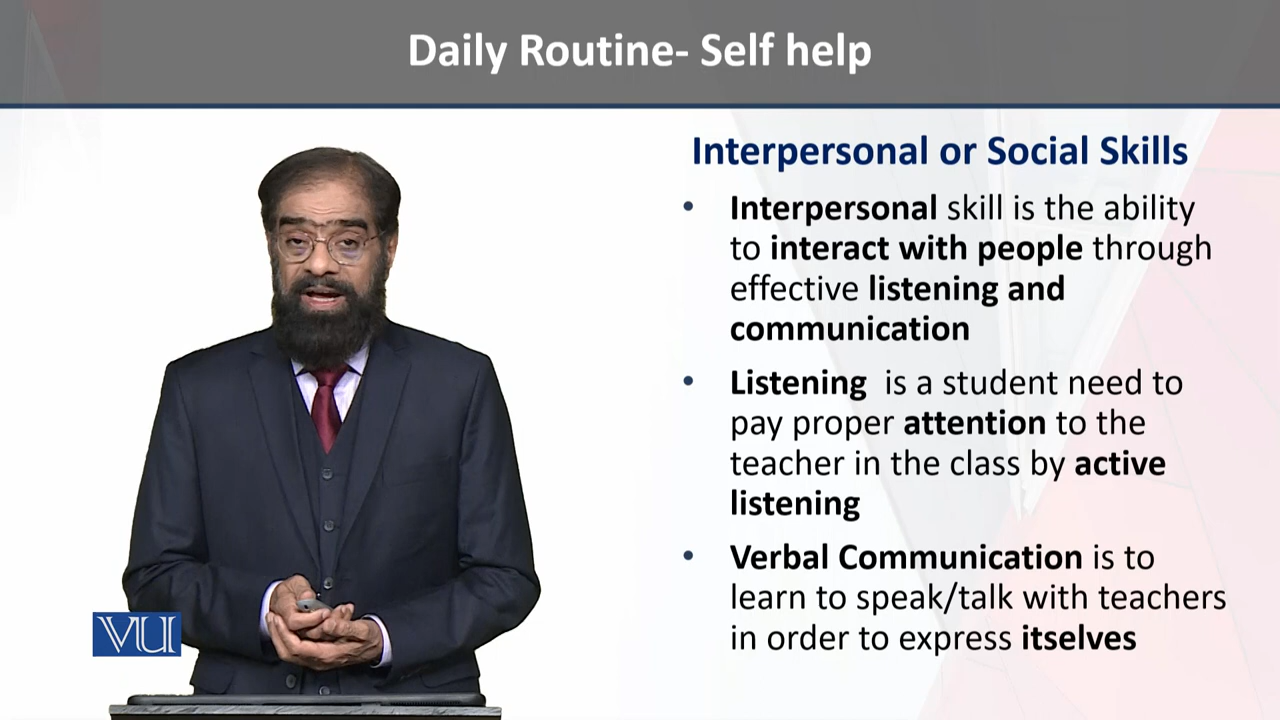 Daily Routine- Self help
Interpersonal or Social Skills
• Interpersonal skill is the ability
to interact with people through
effective listening and
communication
• Listening  is a student need to
pay proper attention to the
teacher in the class by active
listening
• Verbal Communication is to
learn to speak/talk with teachers
in order to express itselves
VU